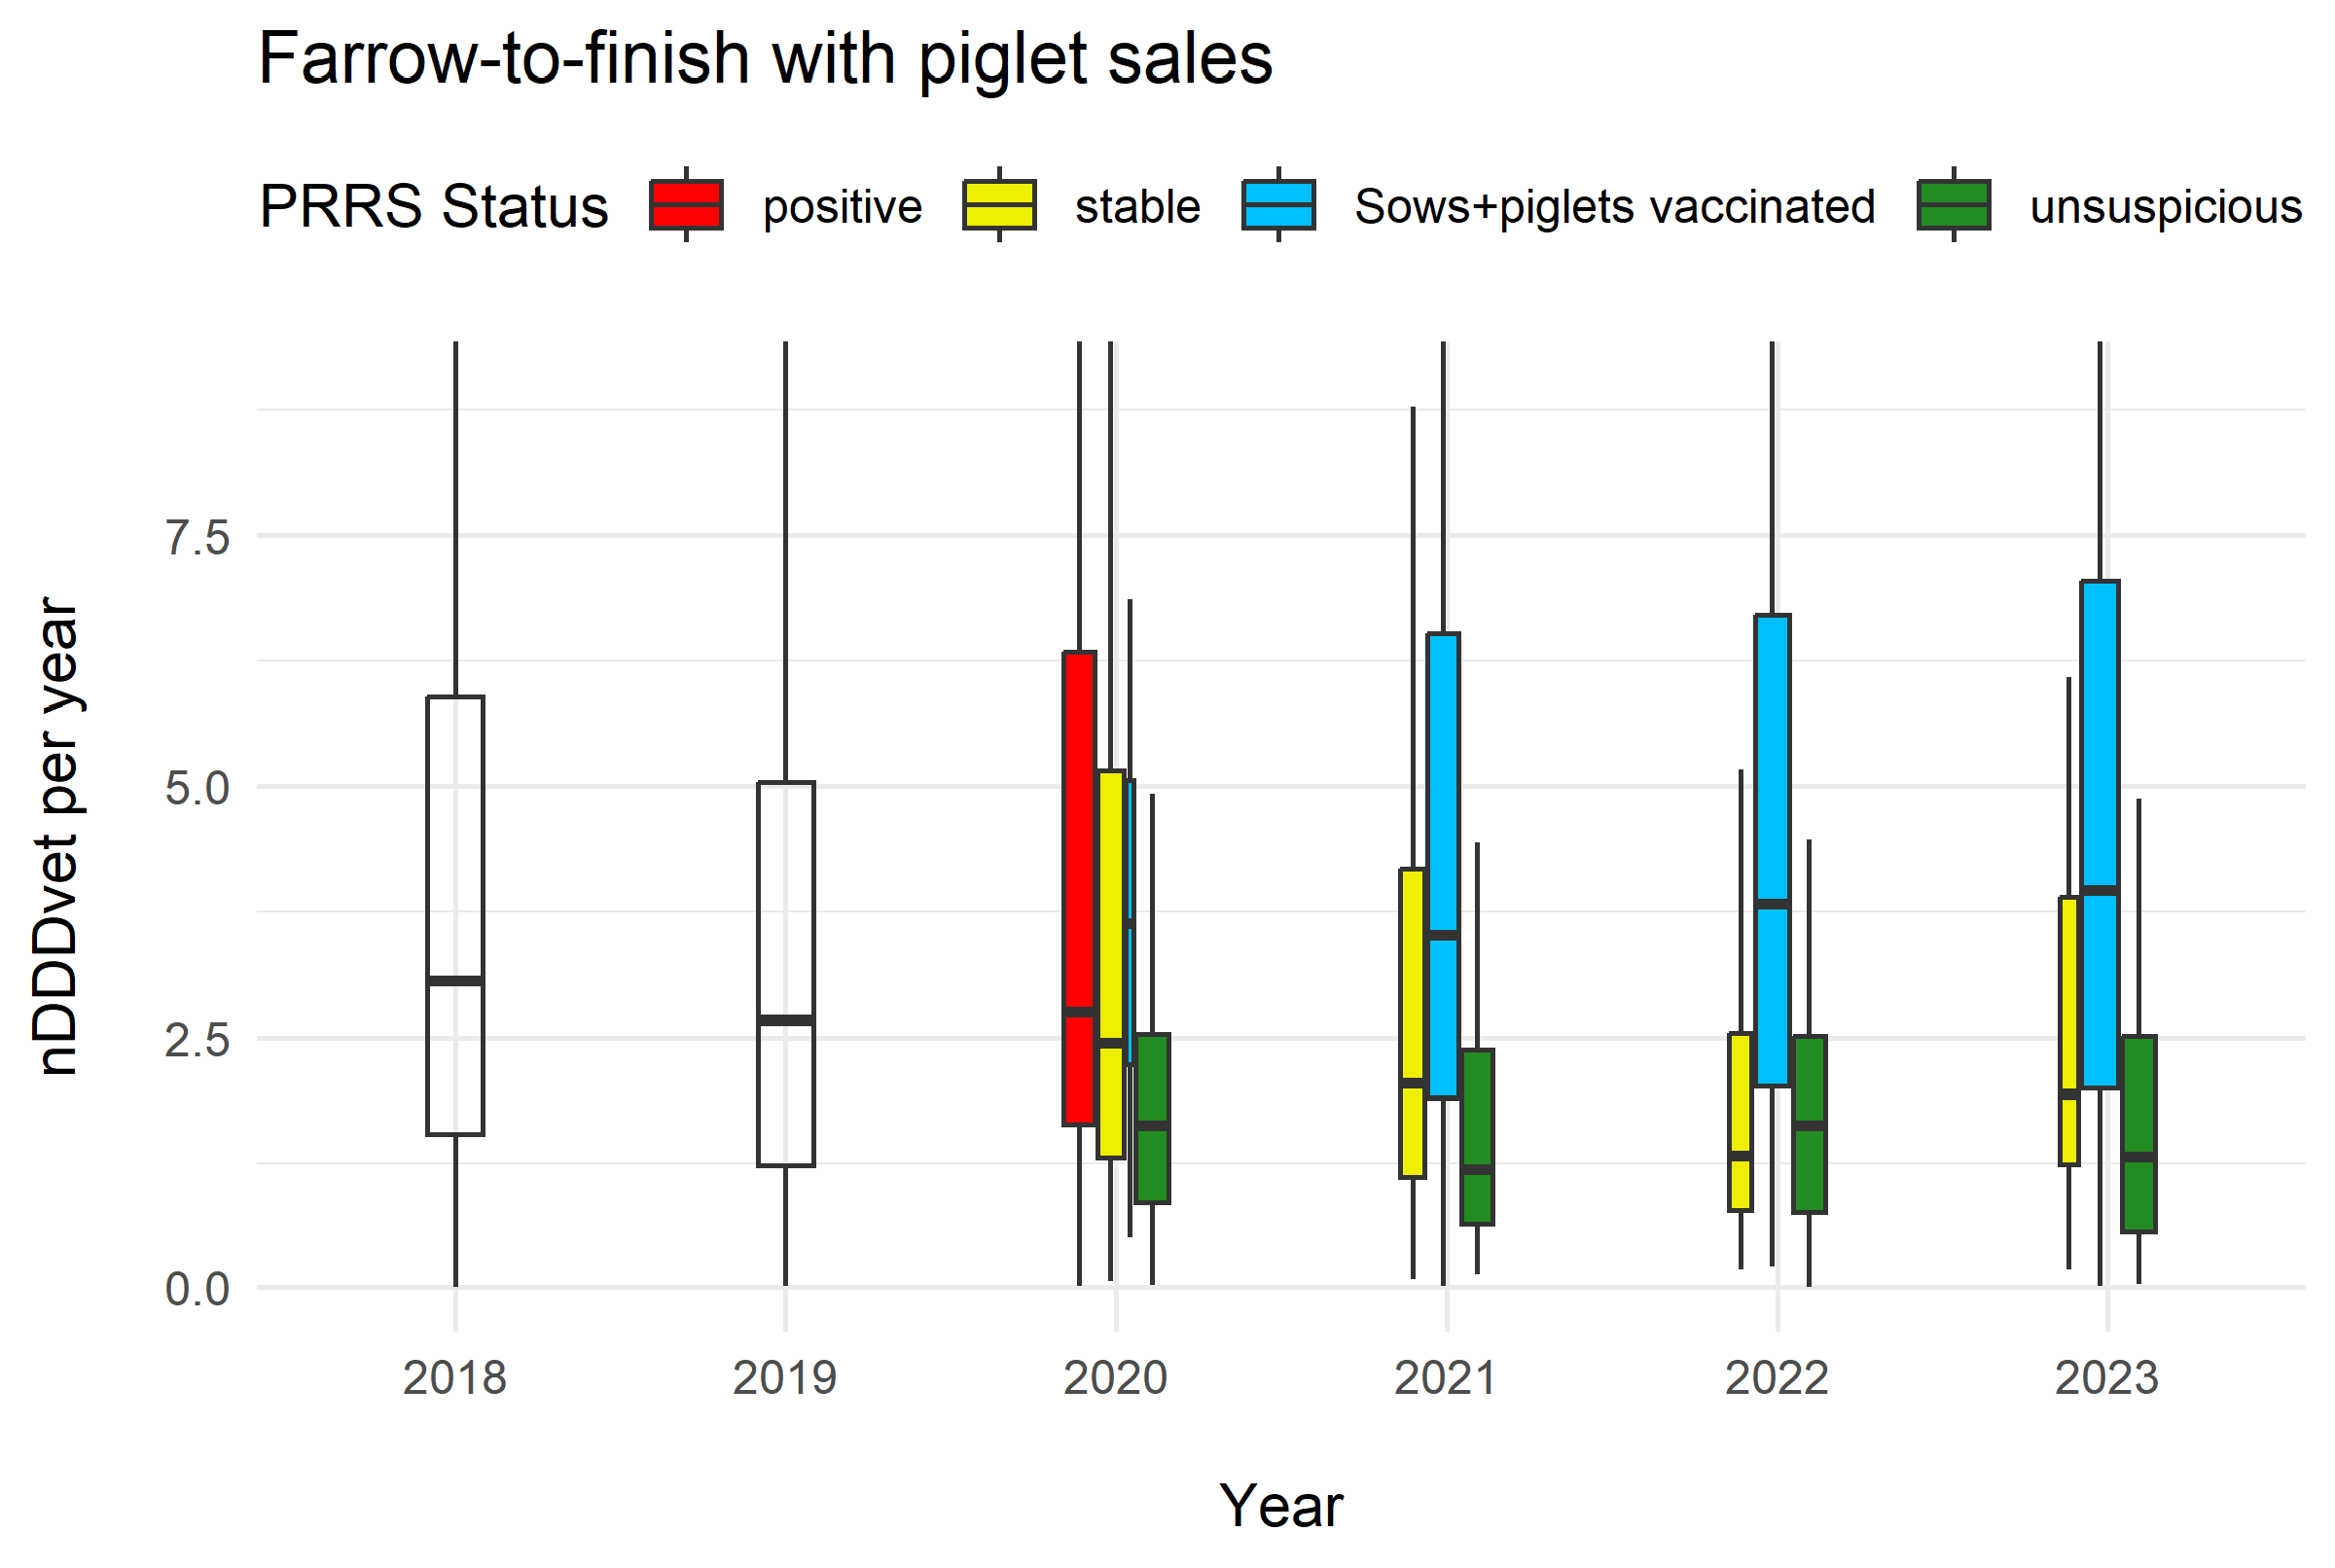 Farrow-to-finish with piglet sales
PRRS Status positive stable Sows+piglets vaccinated unsuspicious
nDDDvet per year
7.5
5.0
2.5
0.0
2018 2019 2020 2021 2022 2023
Year